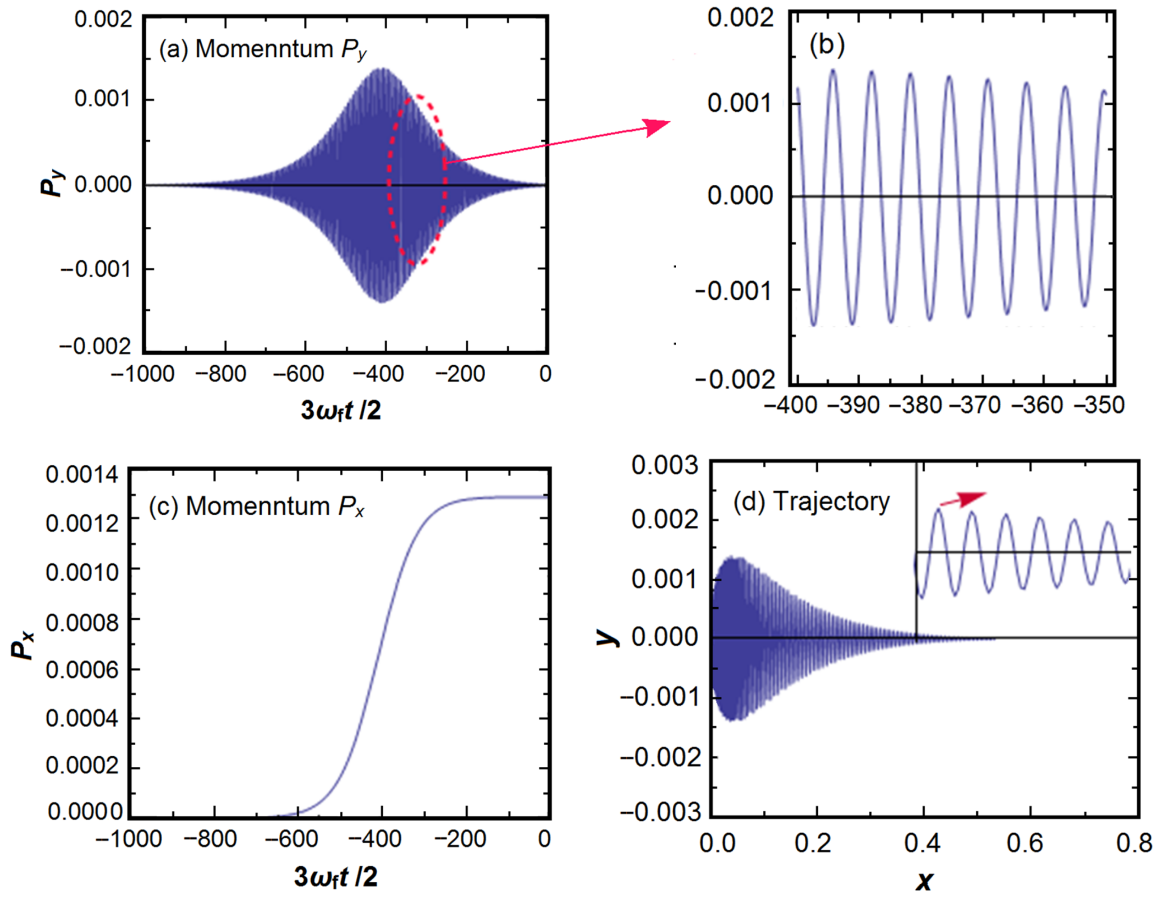 0.002
(a) Momenntum Py
0.001
0.000
−0.001
−0.002
Py
−1000 −800 −600 −400 −200 0
3ωft /2
0.002
(b)
0.001
0.000
-0.001
-0.002
−400 −390 −380 −370 −360 −350
0.0014
(c) Momenntum Px
0.0012
0.0010
0.0008
0.0006
0.0004
0.0002
0.0000
Px
−1000 −800 −600 −400 −200 0
3ωft /2
0.003
(d) Trajectory
0.002
0.001
0.000
−0.001
−0.002
−0.003
y
0.0 0.2 0.4 0.6 0.8
x